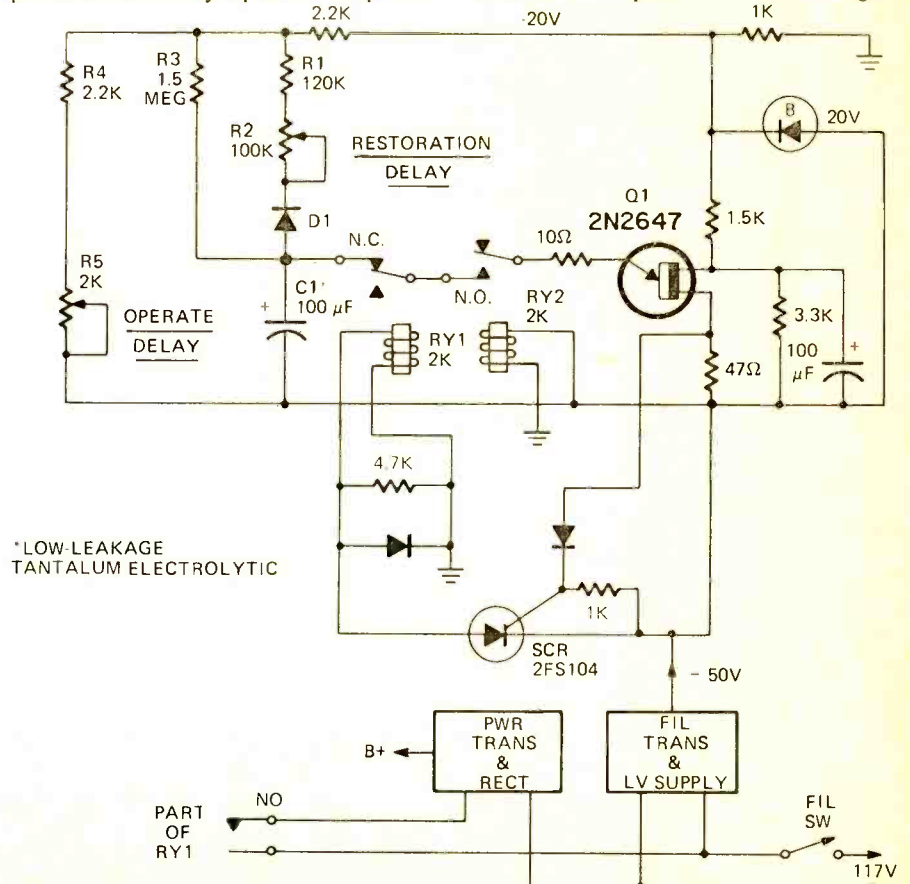 2.2K
-20V
1K
R4
2.2K
R3
1.5
MEG
R1
120K
R2
100K
RESTORATION
DELAY
B
20V
D1
Q1
2N2647
1.5K
N.C.
10Ω
R5
2K
OPERATE
DELAY
C1*
+
100 μF
N.O.
RY1
2K
RY2
2K
3.3K
100
μF
+
47Ω
4.7K
*LOW-LEAKAGE
TANTALUM ELECTROLYTIC
1K
SCR
2FS104
- 50V
PWR
TRANS
&
RECT
FIL
TRANS
&
LV SUPPLY
B+
PART
OF
RY1
NO
FIL
SW
117V